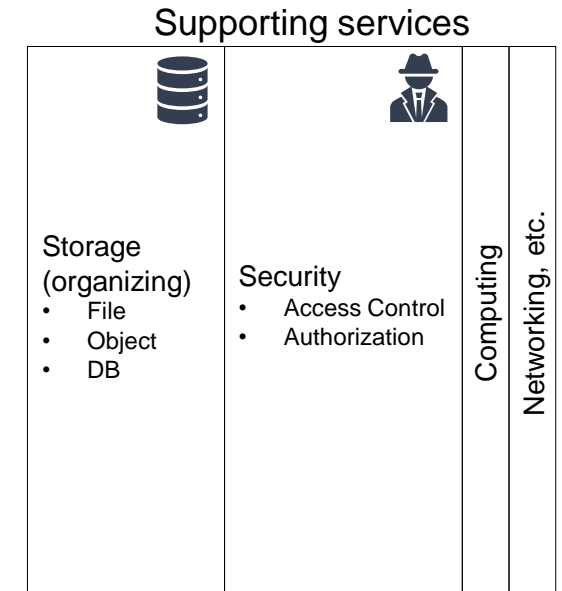 Supporting services
Storage
(organizing)
• File
• Object
• DB
Security
• Access Control
• Authorization
Computing
Networking, etc.